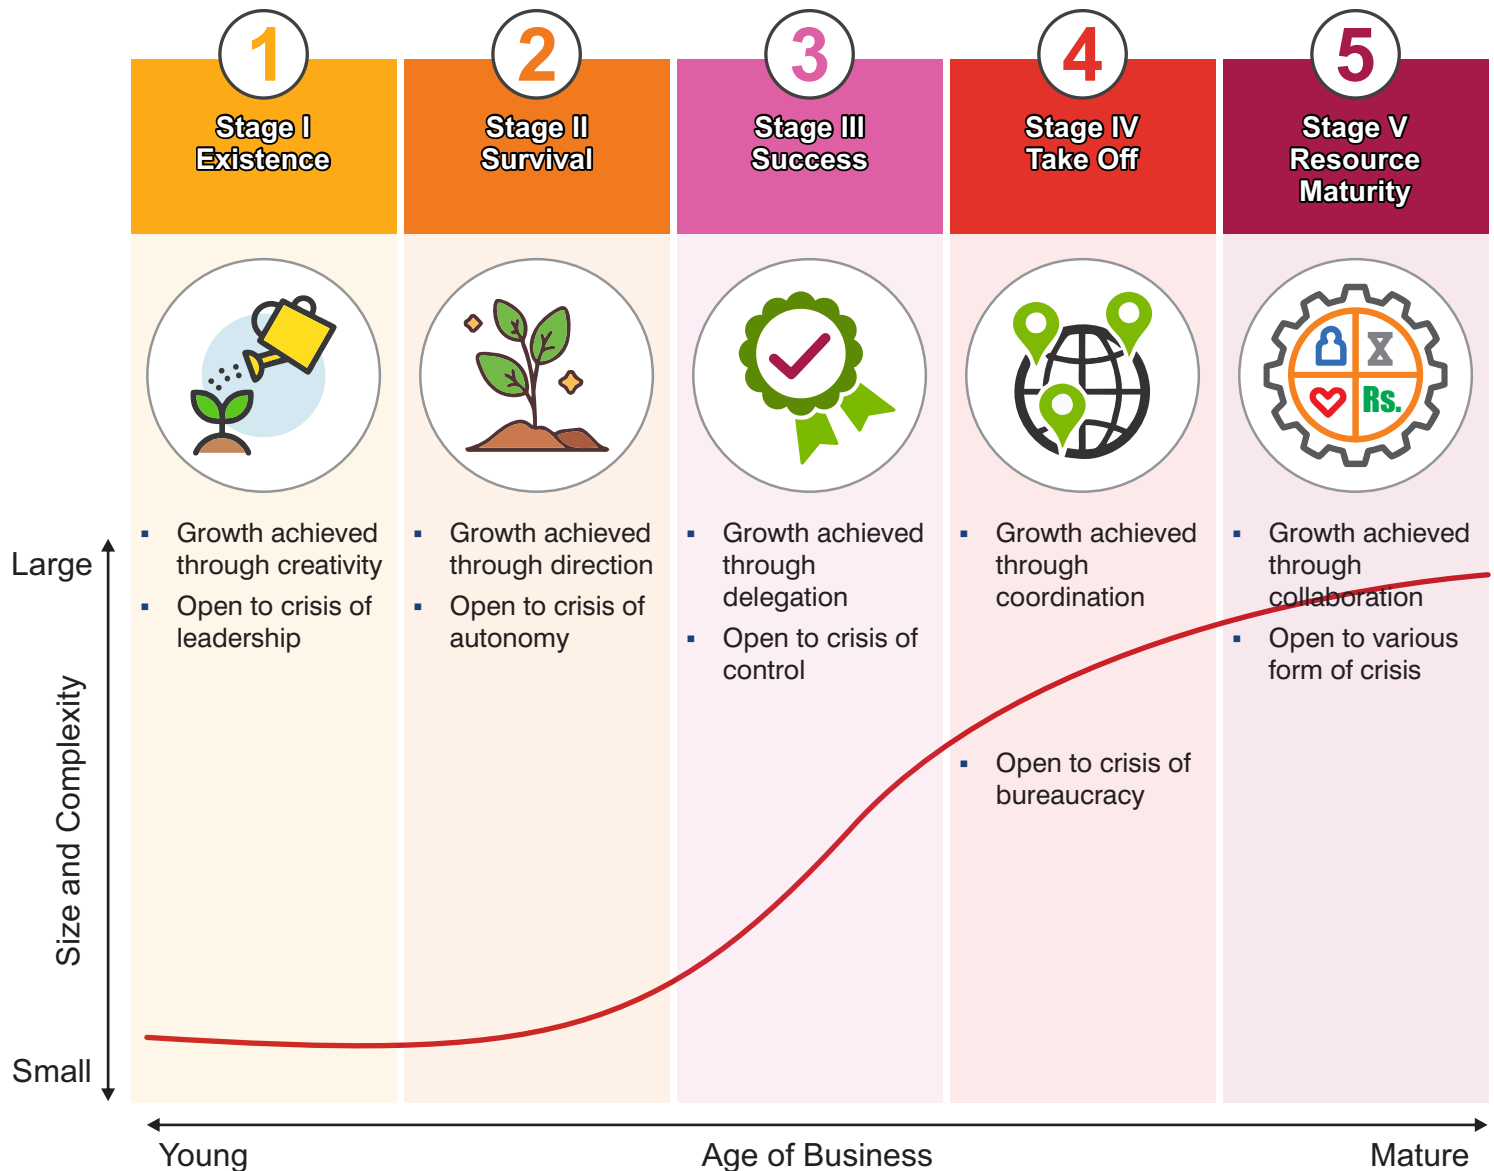 1
Stage I
Existence
2
Stage II
Survival
3
Stage III
Success
4
Stage IV
Take Off
5
Stage V
Resource
Maturity
Rs.
▪ Growth achieved
through creativity
▪ Open to crisis of
leadership
▪ Growth achieved
through direction
▪ Open to crisis of
autonomy
▪ Growth achieved
through
delegation
▪ Open to crisis of
control
▪ Growth achieved
through
coordination
▪ Open to crisis of
bureaucracy
▪ Growth achieved
through
collaboration
▪ Open to various
form of crisis
Large
Size and Complexity
Small
Young
Age of Business
Mature